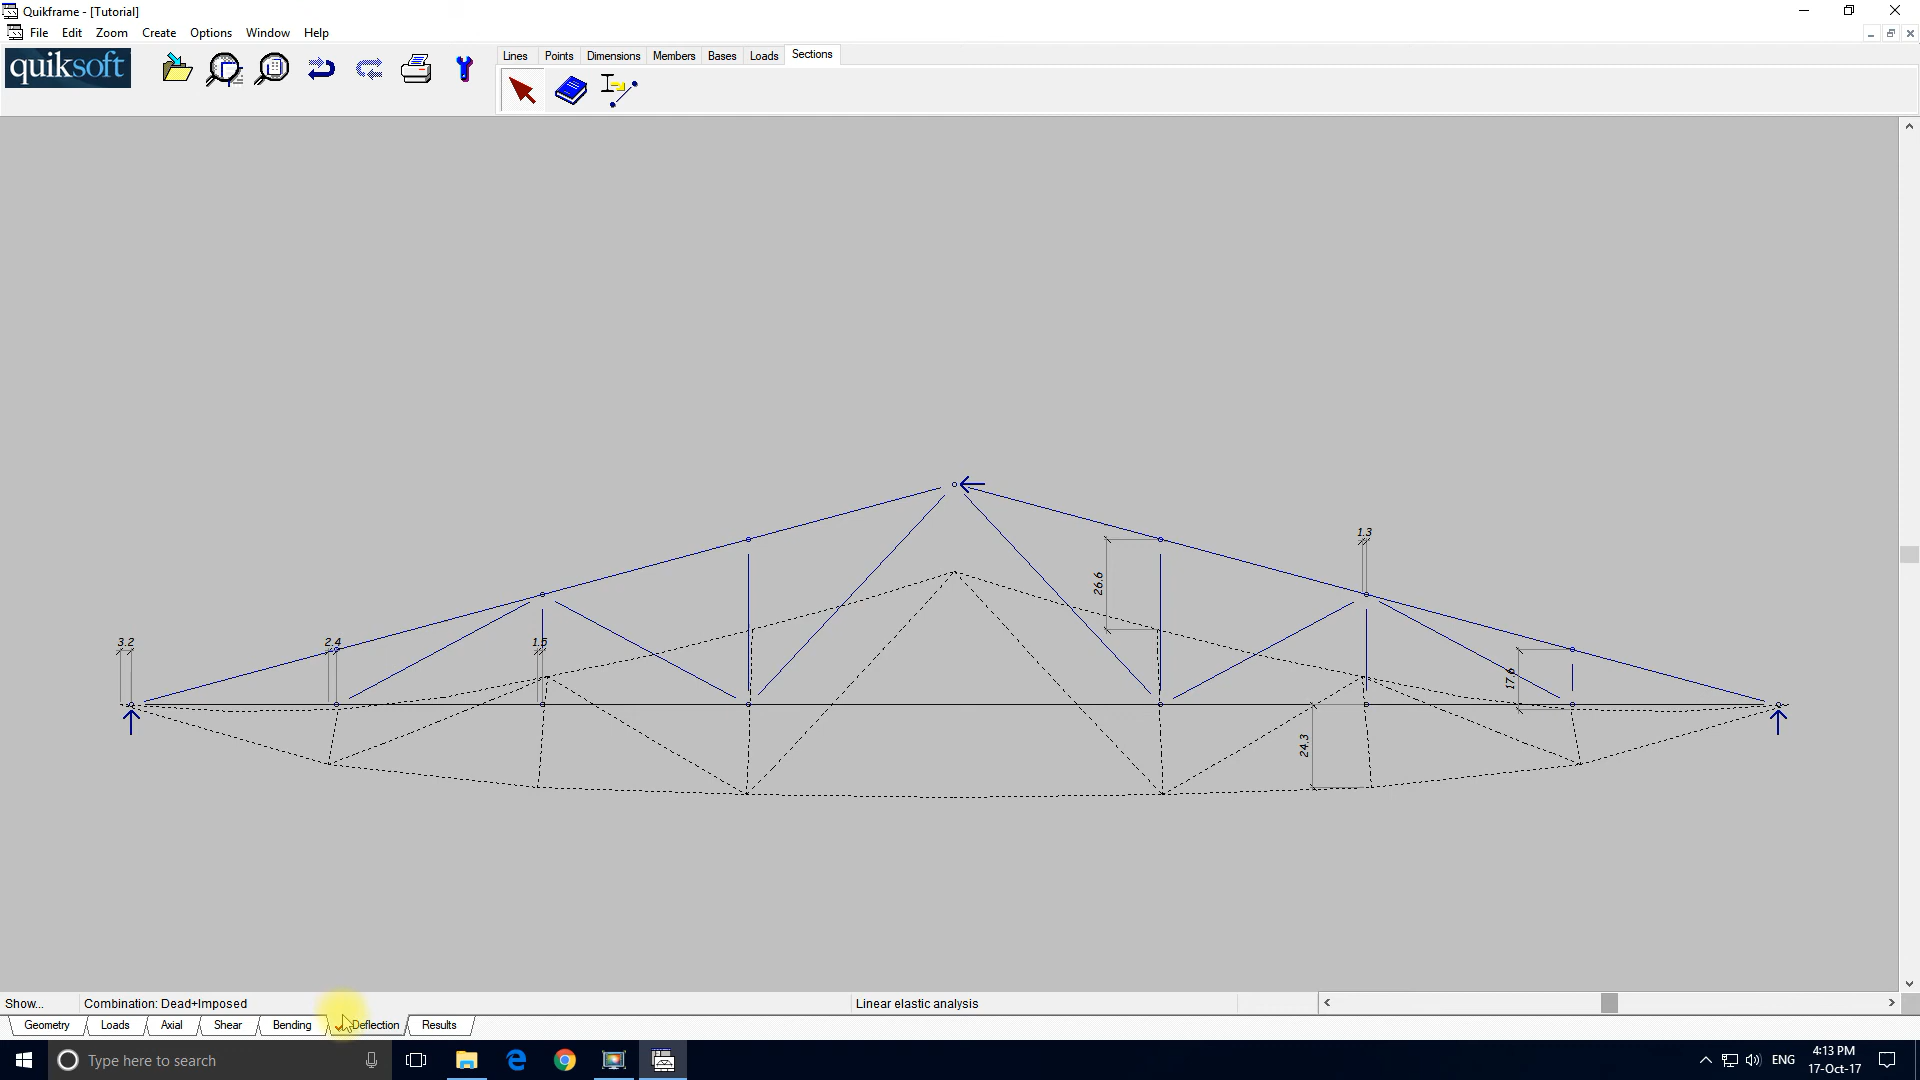 Quikframe - [Tutorial]
File Edit Zoom Create Options Window Help
quiksoft
Lines Points Dimensions Members Bases Loads Sections
1.3
26.6
3.2
2.4
1.5
17.6
24.3
Show...
Combination: Dead+Imposed
Linear elastic analysis
Geometry Loads Axial Shear Bending Deflection Results
Type here to search
ENG
4:13 PM
17-Oct-17